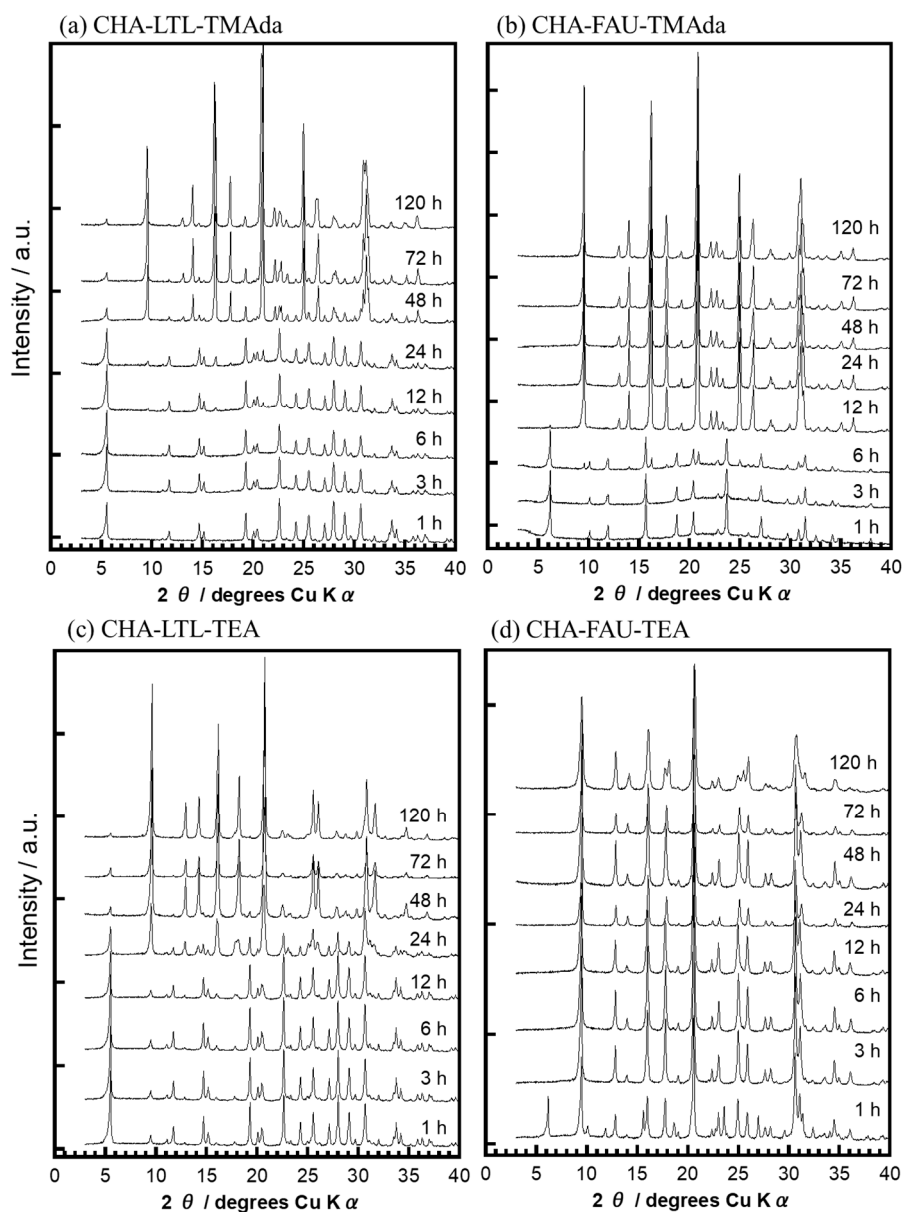 (a) CHA-LTL-TMAda
120 h
72 h
48 h
24 h
12 h
6 h
3 h
1 h
Intensity / a.u.
0 5 10 15 20 25 30 35 40
2 θ / degrees Cu K α
(b) CHA-FAU-TMAda
120 h
72 h
48 h
24 h
12 h
6 h
3 h
1 h
0 5 10 15 20 25 30 35 40
2 θ / degrees Cu K α
(c) CHA-LTL-TEA
120 h
72 h
48 h
24 h
12 h
6 h
3 h
1 h
Intensity / a.u.
0 5 10 15 20 25 30 35 40
2 θ / degrees Cu K α
(d) CHA-FAU-TEA
120 h
72 h
48 h
24 h
12 h
6 h
3 h
1 h
0 5 10 15 20 25 30 35 40
2 θ / degrees Cu K α